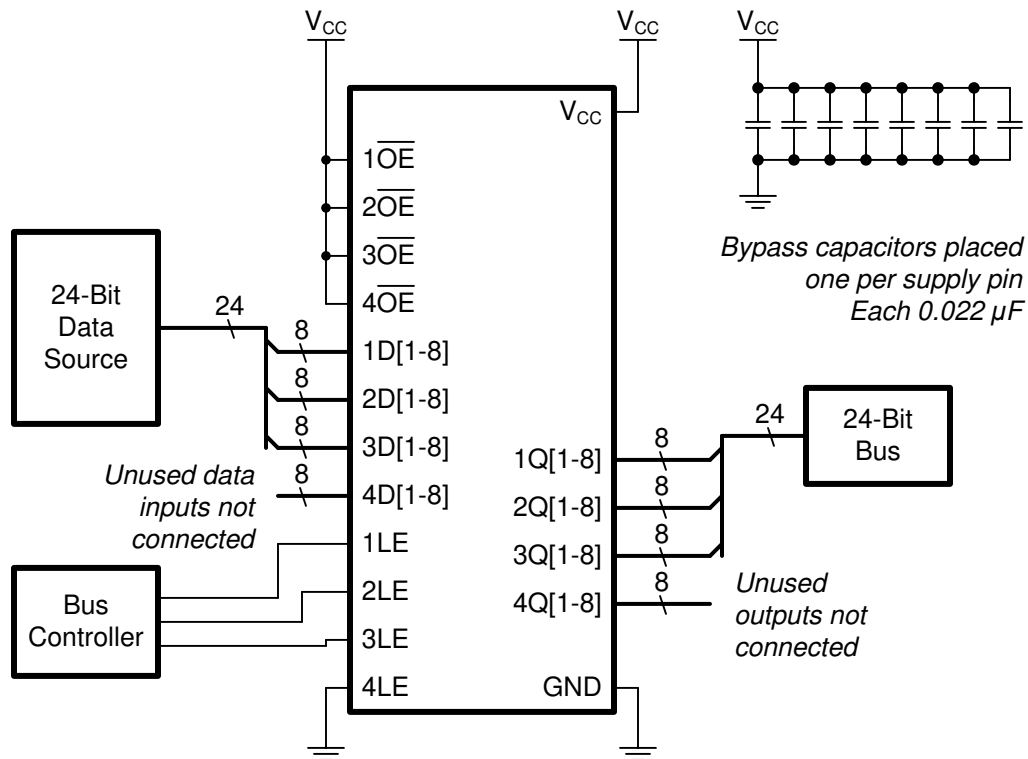 VCC
VCC
VCC
VCC
1OE
2OE
3OE
4OE
Bypass capacitors placed
one per supply pin
Each 0.022 µF
24-Bit
Data
Source
24
8
1D[1-8]
8
2D[1-8]
8
3D[1-8]
8
4D[1-8]
Unused data
inputs not
connected
1LE
2LE
3LE
4LE
Bus
Controller
1Q[1-8]
8
2Q[1-8]
8
3Q[1-8]
8
4Q[1-8]
8
24
24-Bit
Bus
Unused
outputs not
connected
GND